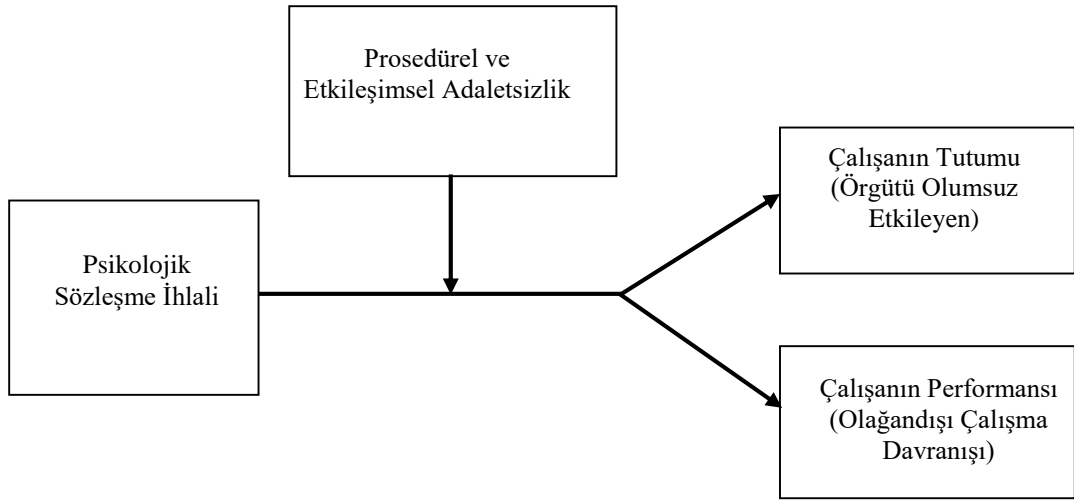 Prosedürel ve
Etkileşimsel Adaletsizlik
Psikolojik
Sözleşme İhlali
Çalışanın Tutumu
(Örgütü Olumsuz
Etkileyen)
Çalışanın Performansı
(Olağandışı Çalışma
Davranışı)